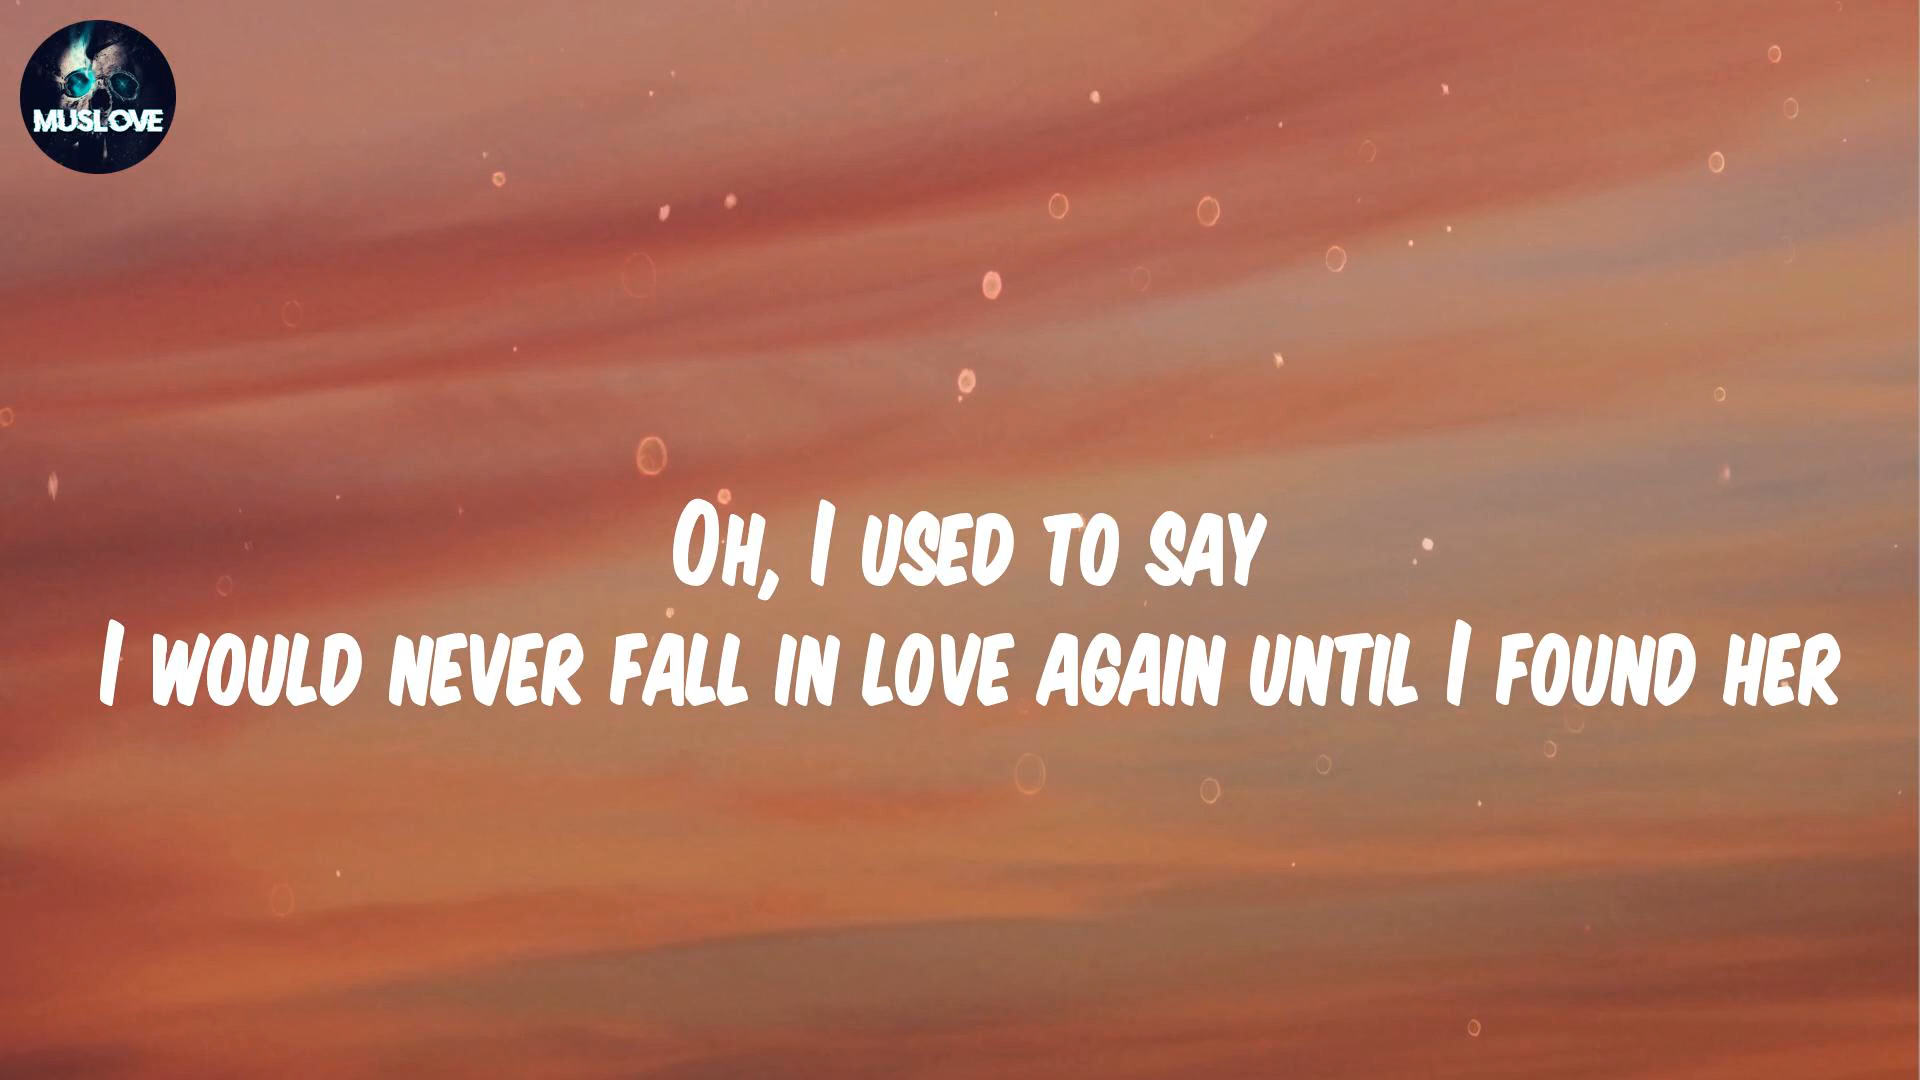 MUSLOVE
Oh, I used to say
I would never fall in love again until I found her